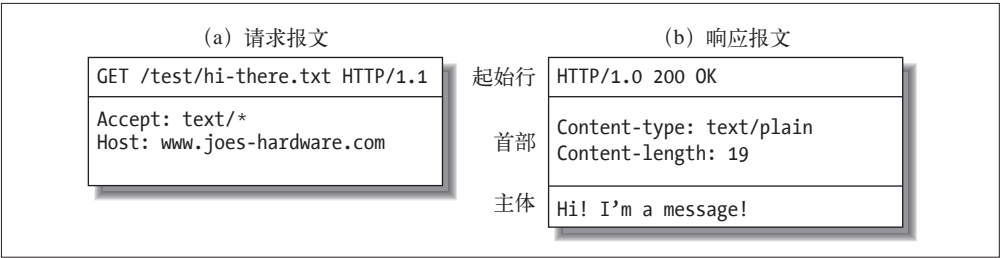 (a) 请求报文
GET /test/hi-there.txt HTTP/1.1
Accept: text/*
Host: www.joes-hardware.com
起始行
首部
主体
(b) 响应报文
HTTP/1.0 200 OK
Content-type: text/plain
Content-length: 19
Hi! I’m a message!